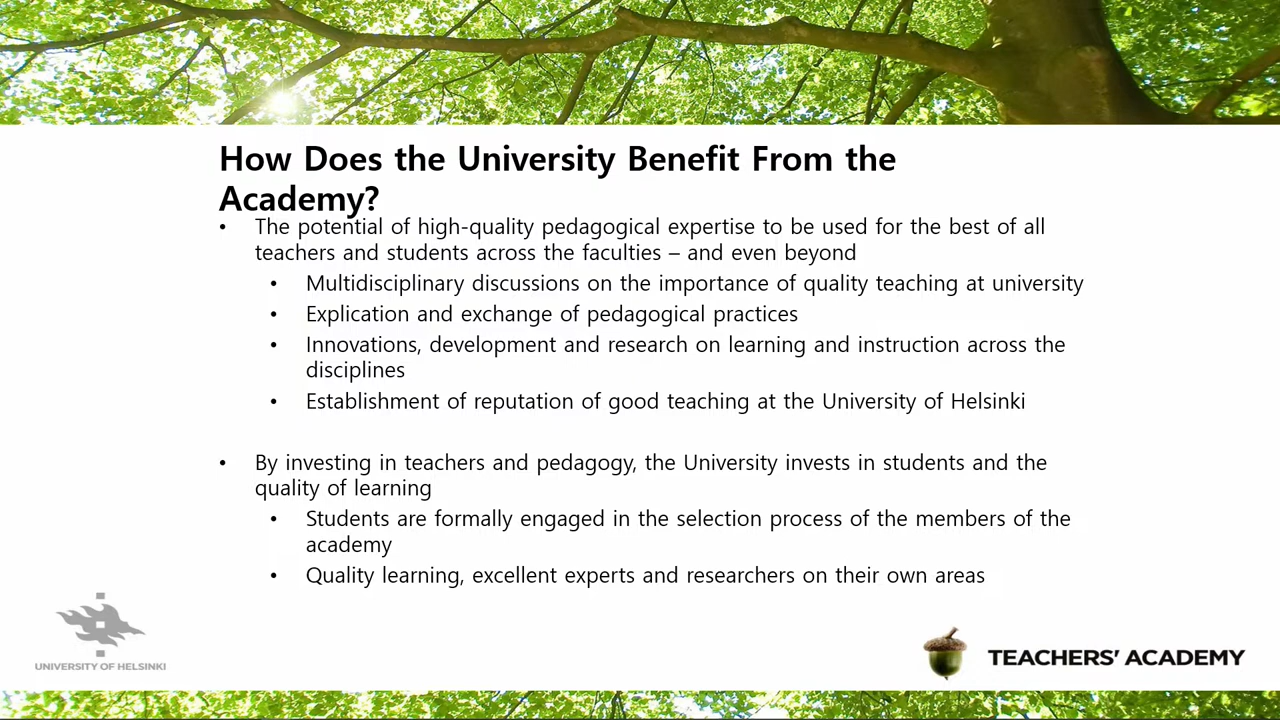 How Does the University Benefit From the
Academy?
• The potential of high-quality pedagogical expertise to be used for the best of all
teachers and students across the faculties – and even beyond
• Multidisciplinary discussions on the importance of quality teaching at university
• Explication and exchange of pedagogical practices
• Innovations, development and research on learning and instruction across the
disciplines
• Establishment of reputation of good teaching at the University of Helsinki
• By investing in teachers and pedagogy, the University invests in students and the
quality of learning
• Students are formally engaged in the selection process of the members of the
academy
• Quality learning, excellent experts and researchers on their own areas
UNIVERSITY OF HELSINKI
TEACHERS' ACADEMY